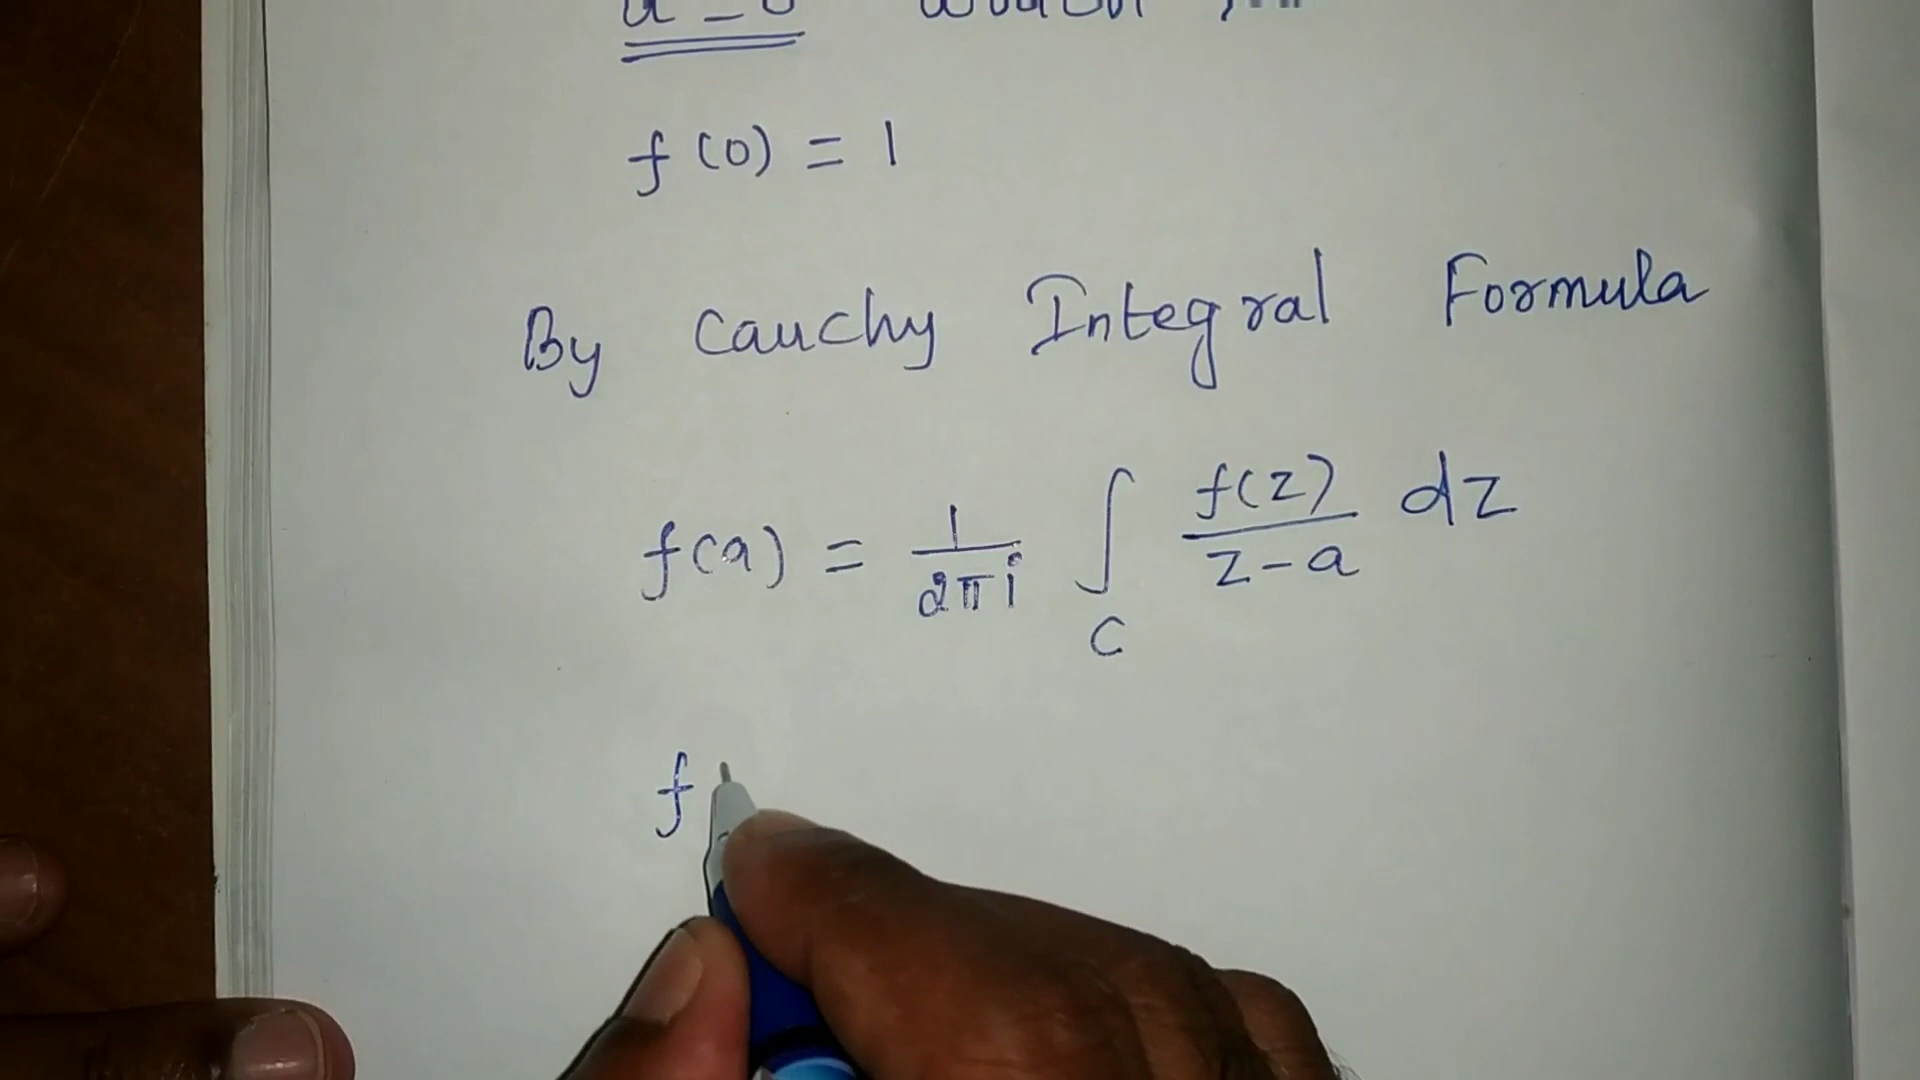 f(0) = 1
By Cauchy Integral Formula
f(a) = 1/2πi ∫_C f(z)/z-a dz
f